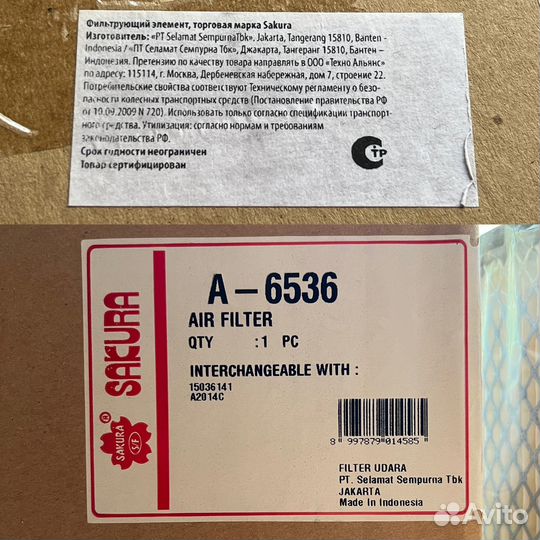 Фильтрующий элемент, торговая марка Sakura
Изготовитель: «PT Selamat SempurnaTbk», Jakarta, Tangerang 15810, Banten -
Indonesia / «ПТ Селамат Семпурна Тбк», Джакарта, Тангеранг 15810, Бантен –
Индонезия. Претензию по качеству товара направлять в ООО «Техно Альянс»
по адресу: 115114, г. Москва, Дербеневская набережная, дом 7, строение 22.
Потребительские свойства соответствуют Техническому регламенту о безо-
пасности колесных транспортных средств (Постановление правительства РФ
от 10.09.2009 N 720). Использовать только согласно спецификации транспорт-
ного средства. Утилизация: согласно нормам и требованиям
законодательства РФ.
Срок годности неограничен
Товар сертифицирован
СТР
SAKURA
®
SAKURA
S/F
A-6536
AIR FILTER
QTY :1 PC
INTERCHANGEABLE WITH :
15036141
A2014C
8 997879 014585
FILTER UDARA
PT. Selamat Sempurna Tbk
JAKARTA
Made In Indonesia
Avito